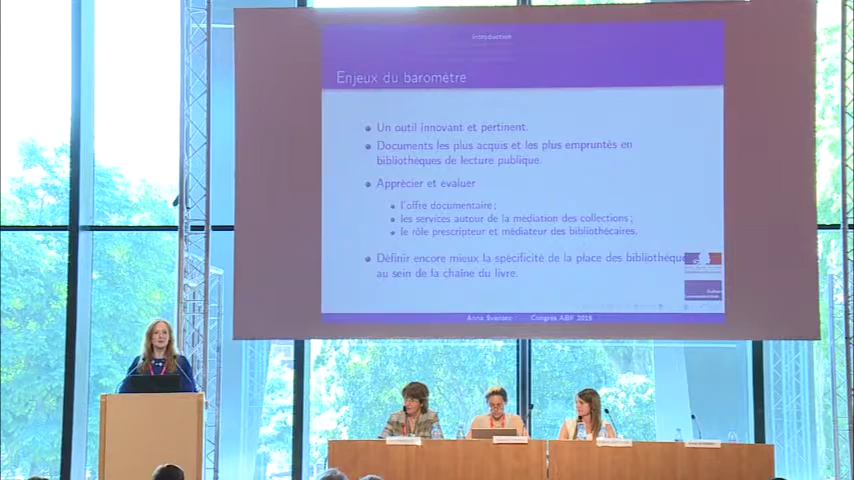 Introduction
Enjeux du baromètre
Un outil innovant et pertinent.
Documents les plus acquis et les plus empruntés en
bibliothèques de lecture publique.
Apprécier et évaluer
l'offre documentaire;
les services autour de la médiation des collections;
le rôle prescripteur et médiateur des bibliothécaires.
Définir encore mieux la spécificité de la place des bibliothèque
au sein de la chaîne du livre.
Congrès ABF 2016